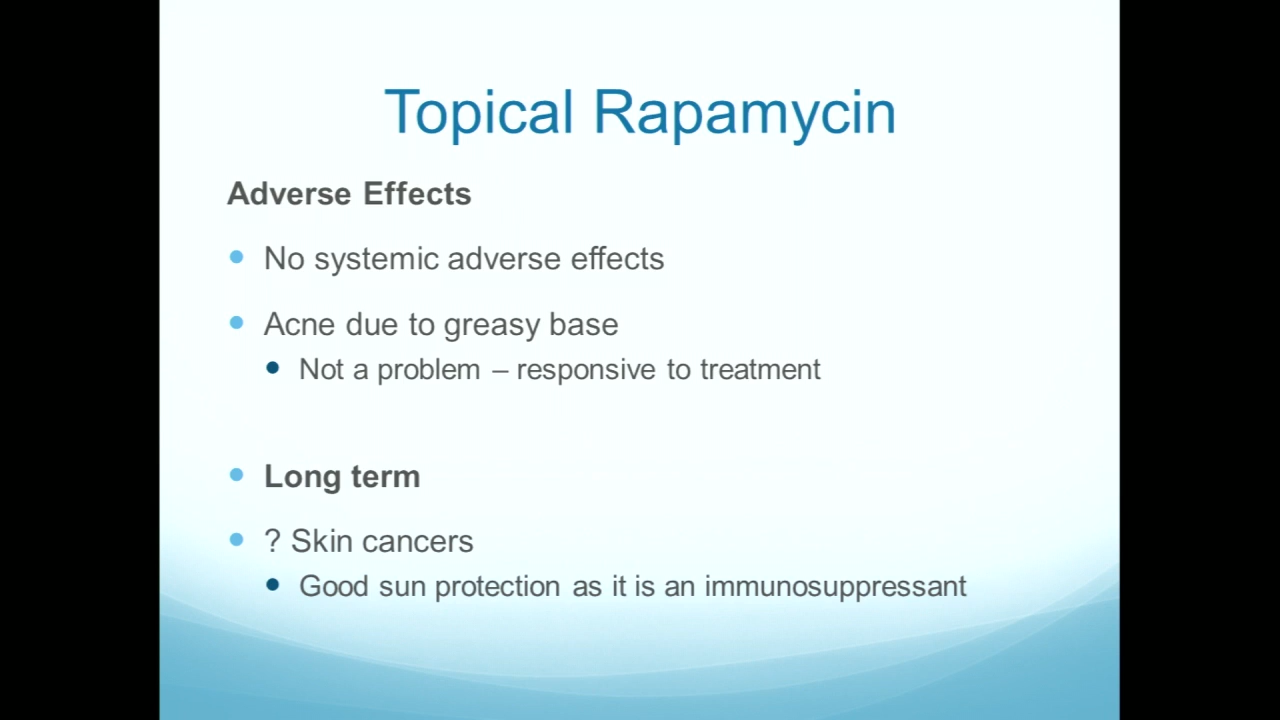 Topical Rapamycin
Adverse Effects
• No systemic adverse effects
• Acne due to greasy base
• Not a problem – responsive to treatment
• Long term
• ? Skin cancers
• Good sun protection as it is an immunosuppressant